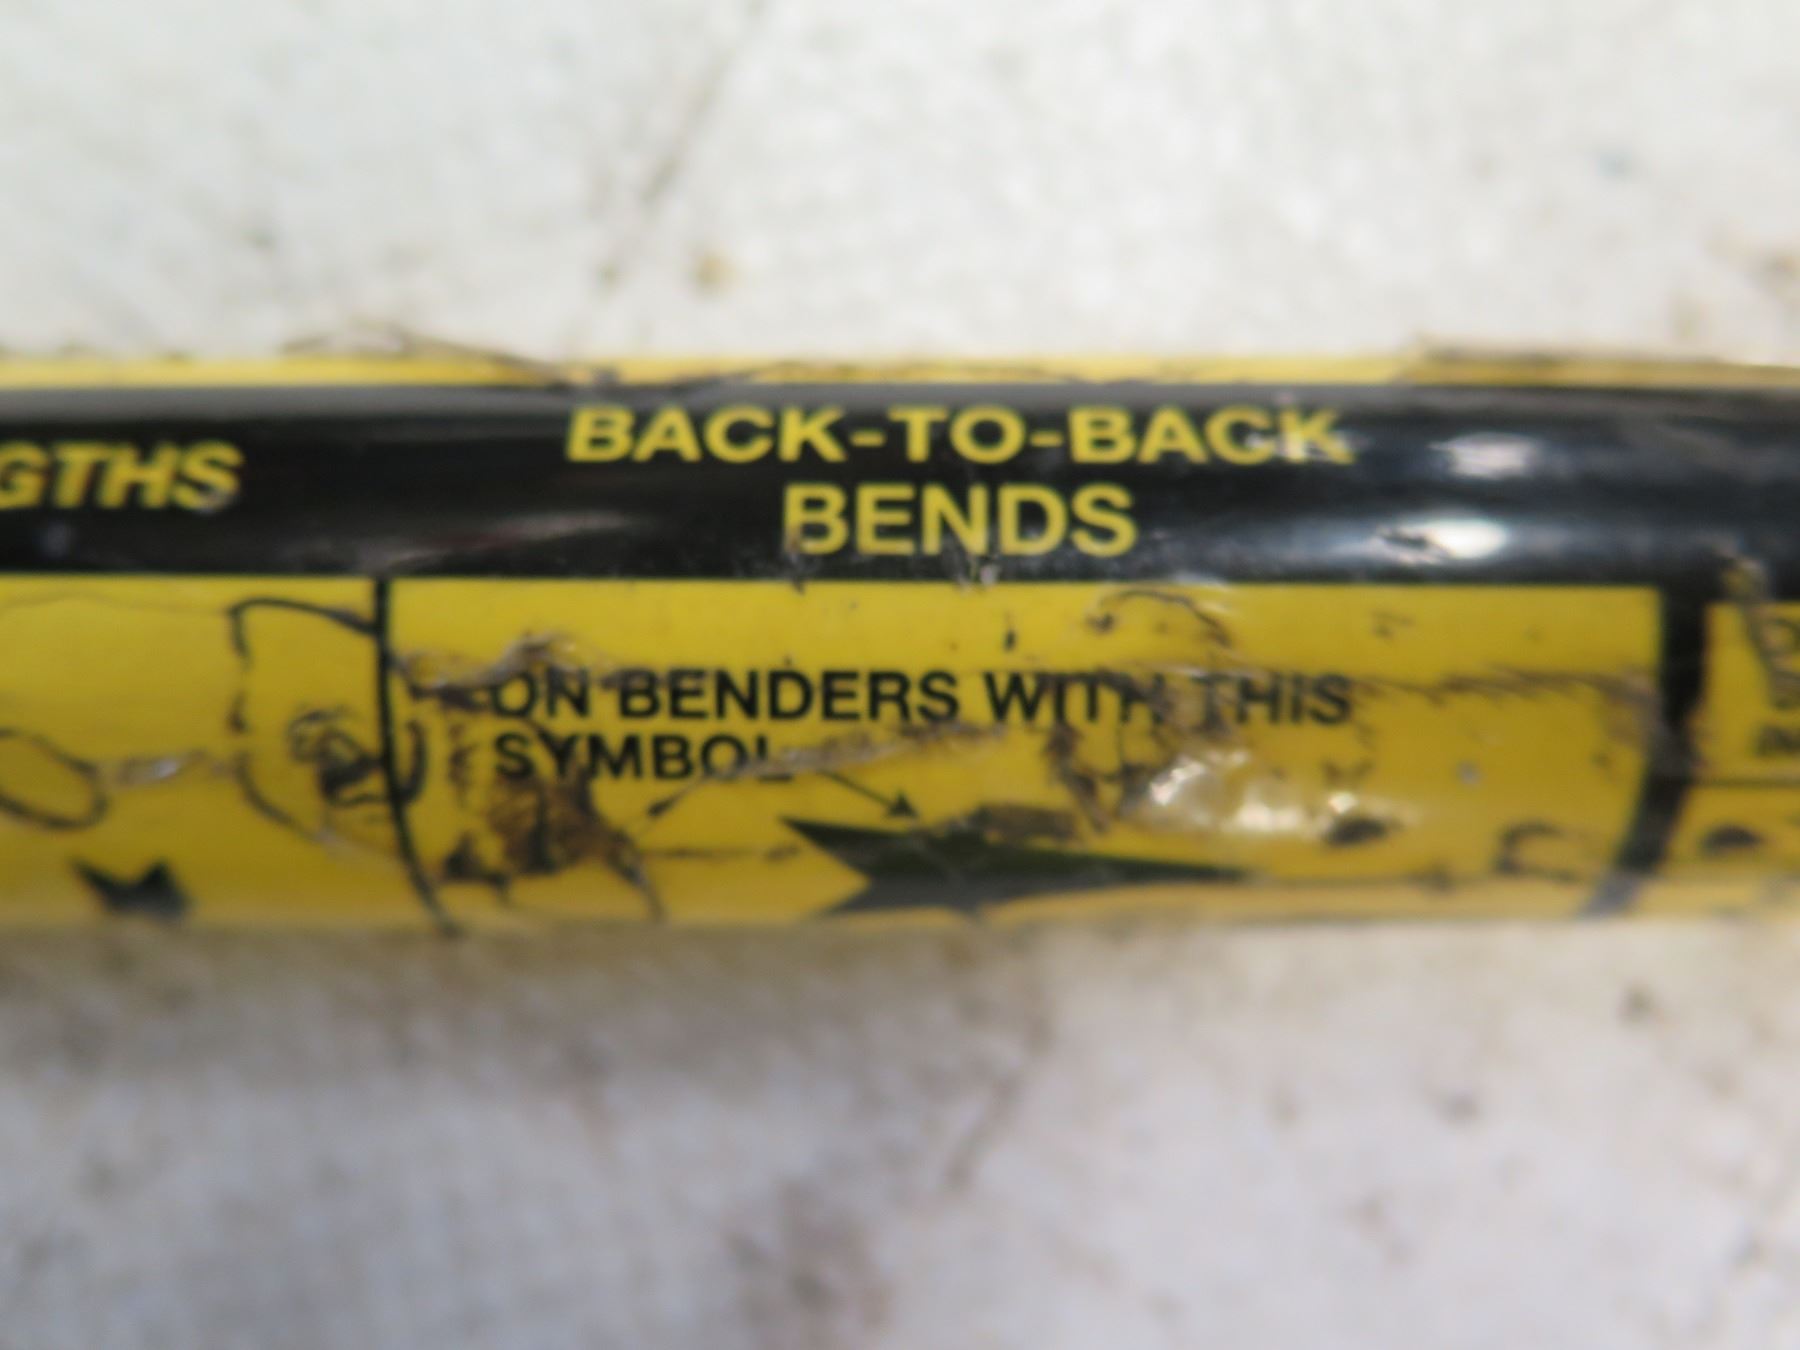 GTHS
BACK-TO-BACK
BENDS
ON BENDERS WITH THIS
SYMBOL